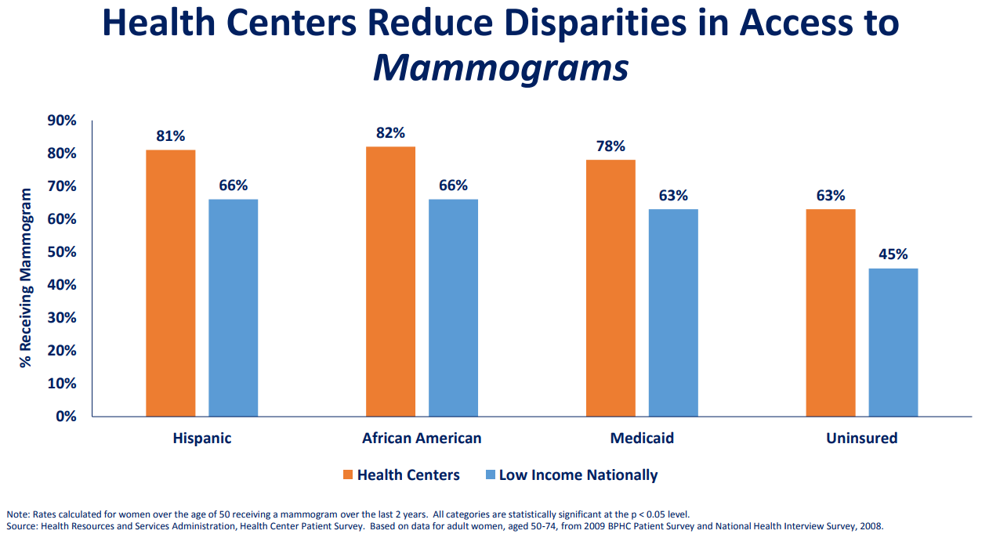 Health Centers Reduce Disparities in Access to
Mammograms
% Receiving Mammogram
90%
80%
70%
60%
50%
40%
30%
20%
10%
0%
81%
66%
82%
66%
78%
63%
63%
45%
Hispanic
African American
Medicaid
Uninsured
Health Centers
Low Income Nationally
Note: Rates calculated for women over the age of 50 receiving a mammogram over the last 2 years.  All categories are statistically significant at the p < 0.05 level.
Source: Health Resources and Services Administration, Health Center Patient Survey.  Based on data for adult women, aged 50-74, from 2009 BPHC Patient Survey and National Health Interview Survey, 2008.